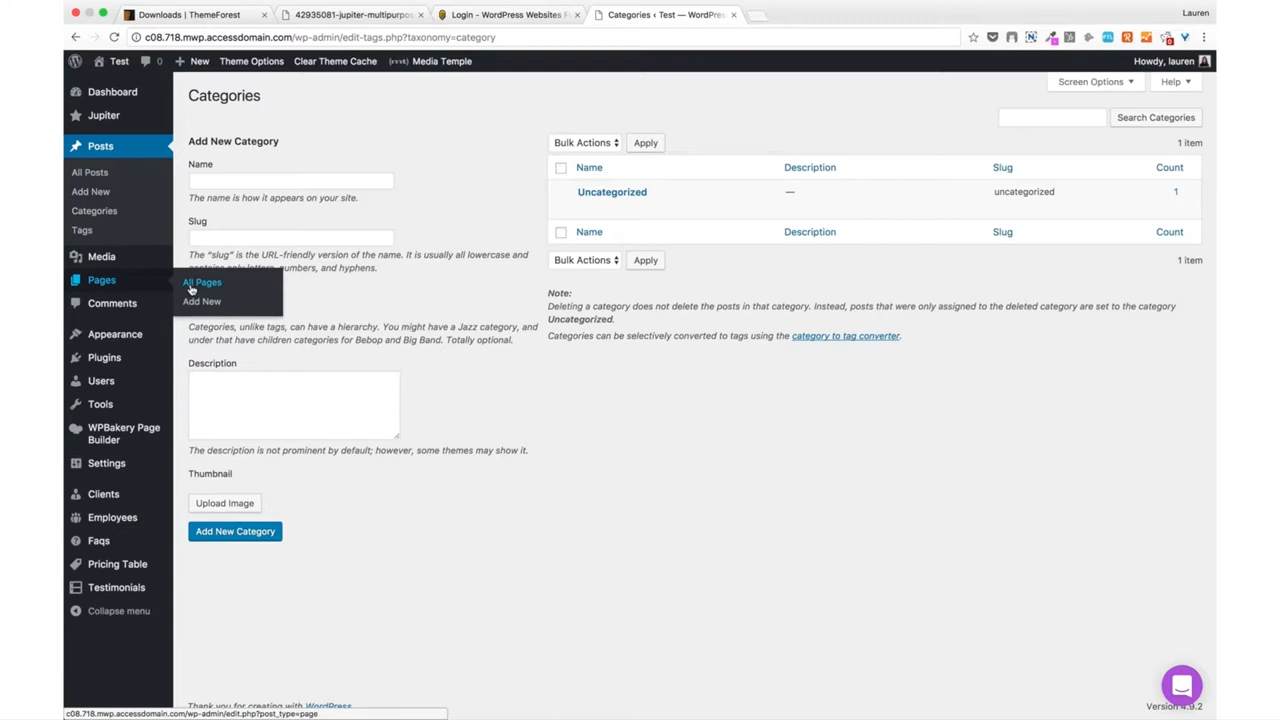 Downloads | ThemeForest
42935081-jupiter-multipurpos
Login - WordPress Websites F
Categories ‹ Test — WordPres
Lauren
c08.718.mwp.accessdomain.com/wp-admin/edit-tags.php?taxonomy=category
Test 0 New Theme Options Clear Theme Cache (mt) Media Temple
Howdy, lauren
Dashboard
Jupiter
Posts
All Posts
Add New
Categories
Tags
Media
Pages
All Pages
Add New
Comments
Appearance
Plugins
Users
Tools
WPBakery Page
Builder
Settings
Clients
Employees
Faqs
Pricing Table
Testimonials
Collapse menu
Categories
Screen Options
Help
Search Categories
Add New Category
Name
The name is how it appears on your site.
Slug
The “slug” is the URL-friendly version of the name. It is usually all lowercase and
contains only letters, numbers, and hyphens.
Categories, unlike tags, can have a hierarchy. You might have a Jazz category, and
under that have children categories for Bebop and Big Band. Totally optional.
Description
The description is not prominent by default; however, some themes may show it.
Thumbnail
Upload Image
Add New Category
Bulk Actions Apply 1 item
Name Description Slug Count
Uncategorized — uncategorized 1
Name Description Slug Count
Bulk Actions Apply 1 item
Note:
Deleting a category does not delete the posts in that category. Instead, posts that were only assigned to the deleted category are set to the category
Uncategorized.
Categories can be selectively converted to tags using the category to tag converter.
Thank you for creating with WordPress
Version 4.9.2
c08.718.mwp.accessdomain.com/wp-admin/edit.php?post_type=page